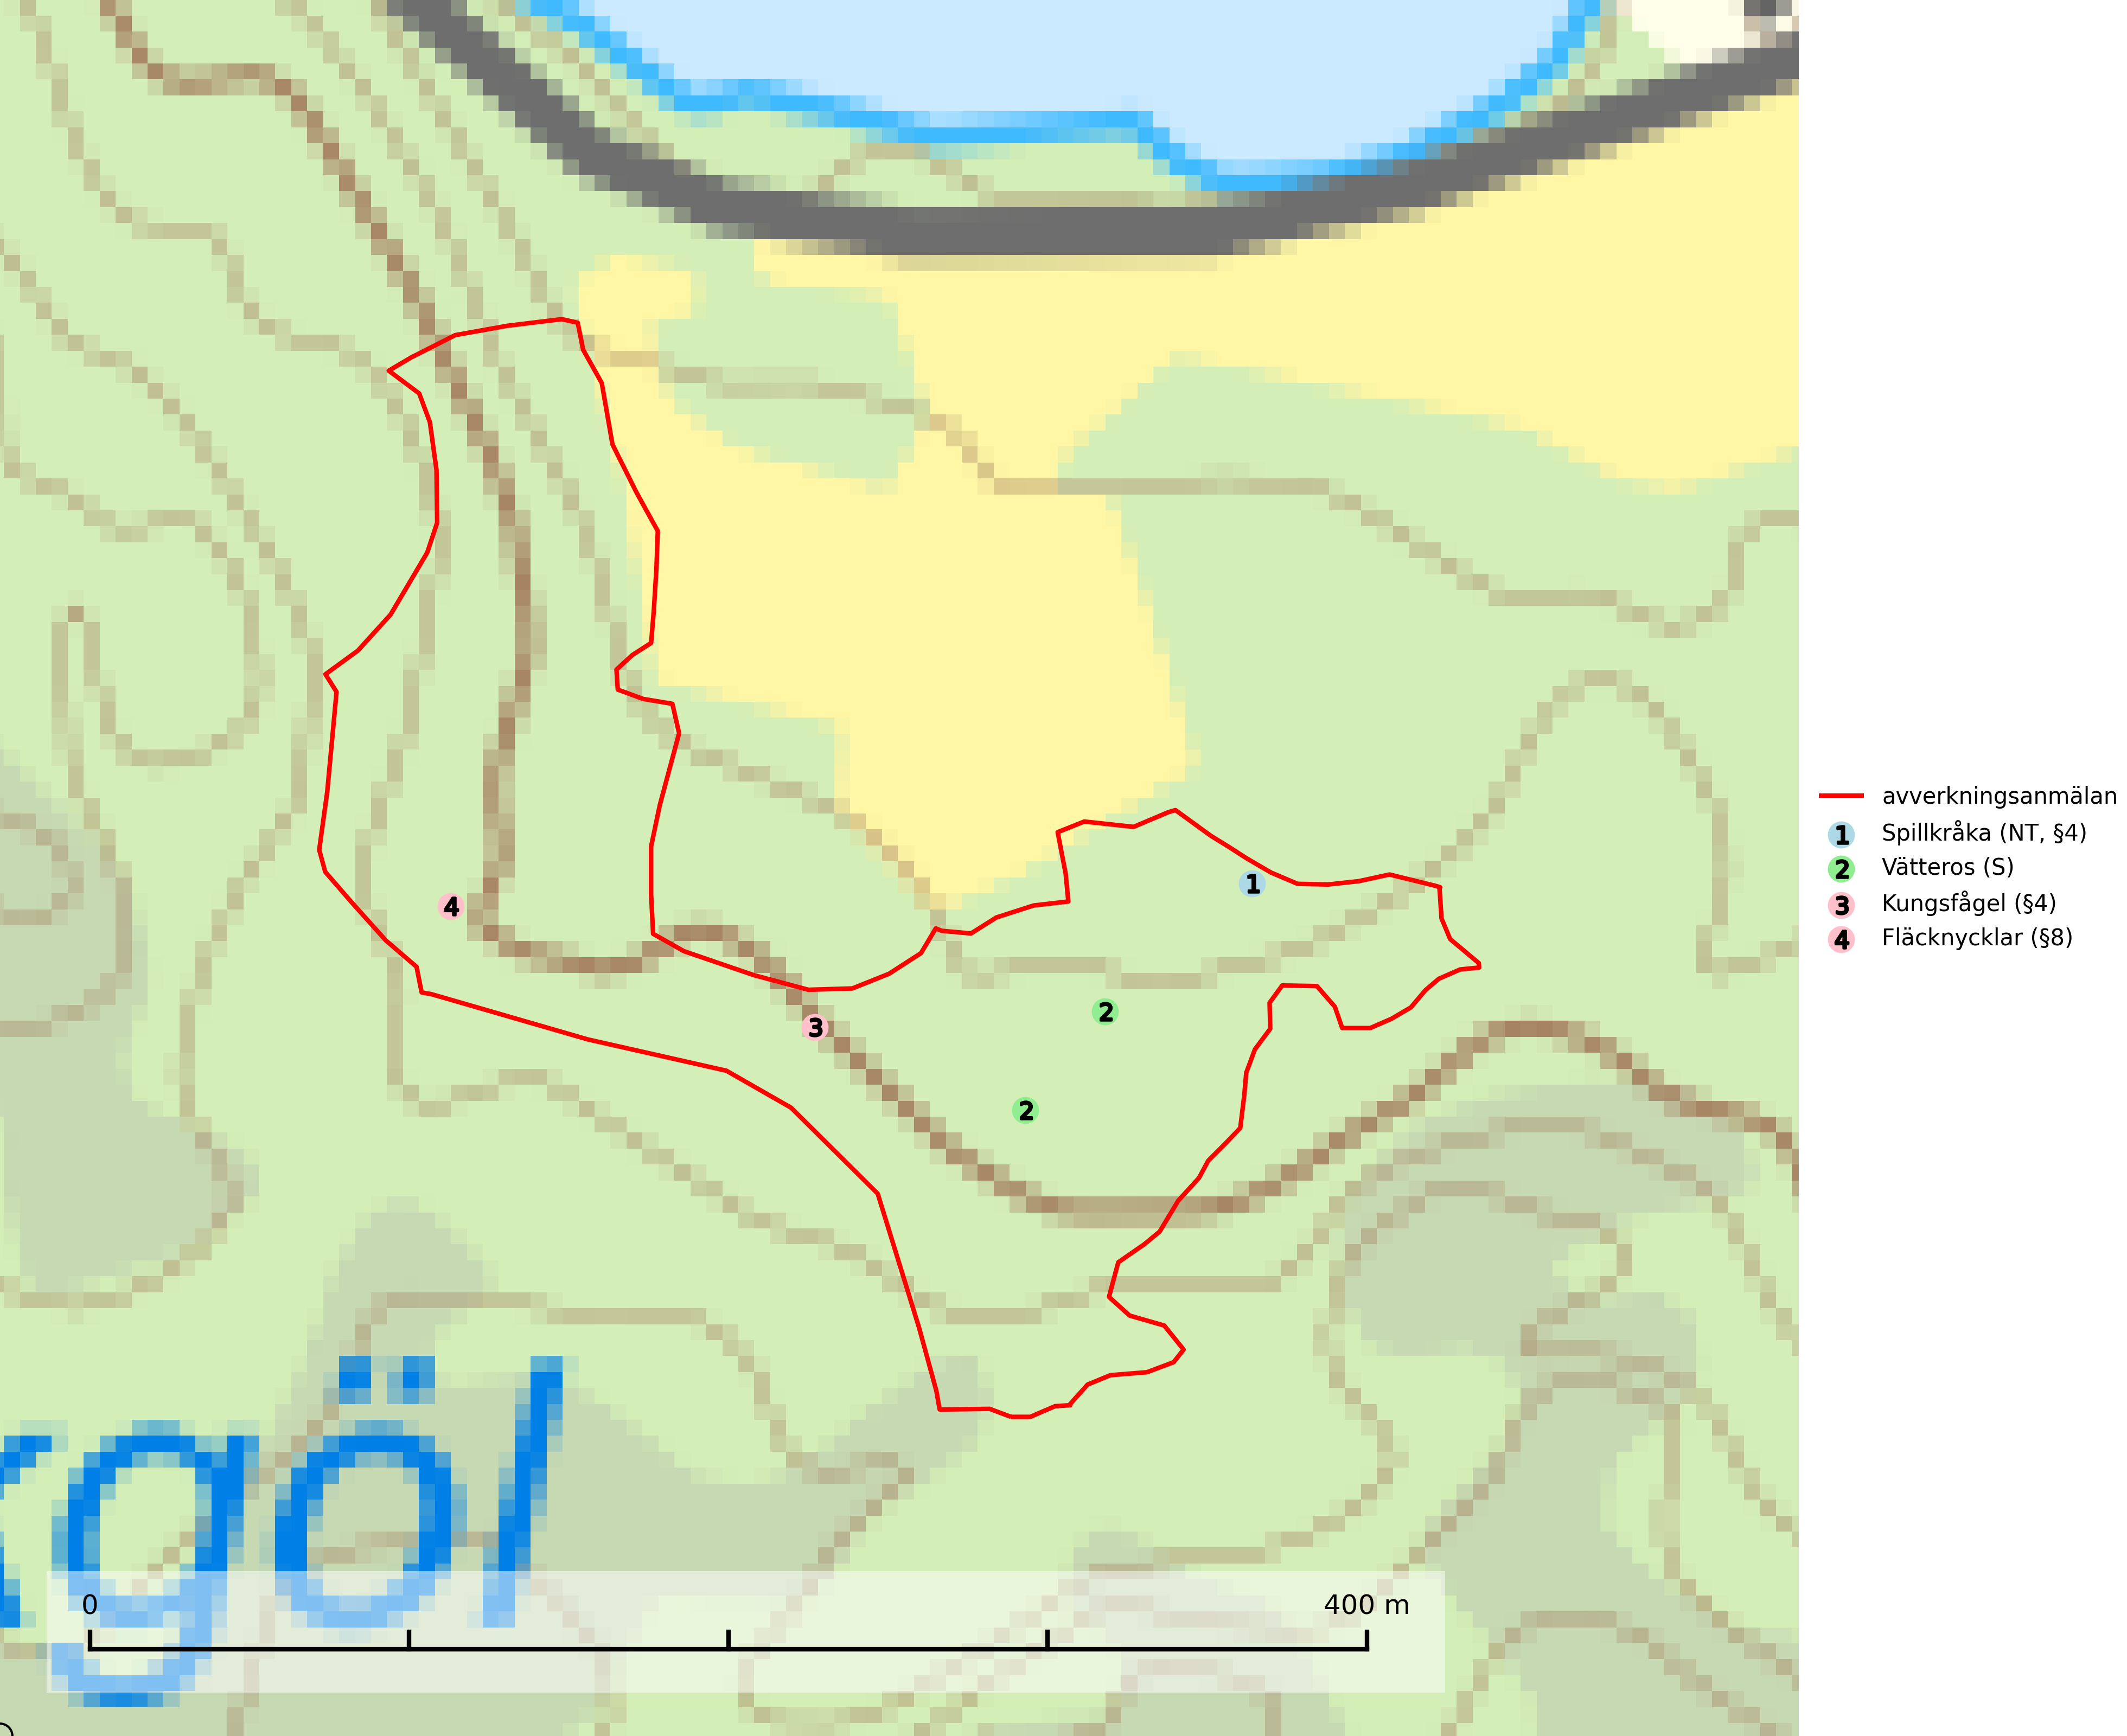 avverkningsanmälan
1 Spillkråka (NT, §4)
2 Vätteros (S)
3 Kungsfågel (§4)
4 Fläcknycklar (§8)
1
4
2
3
2
göl
0 400 m